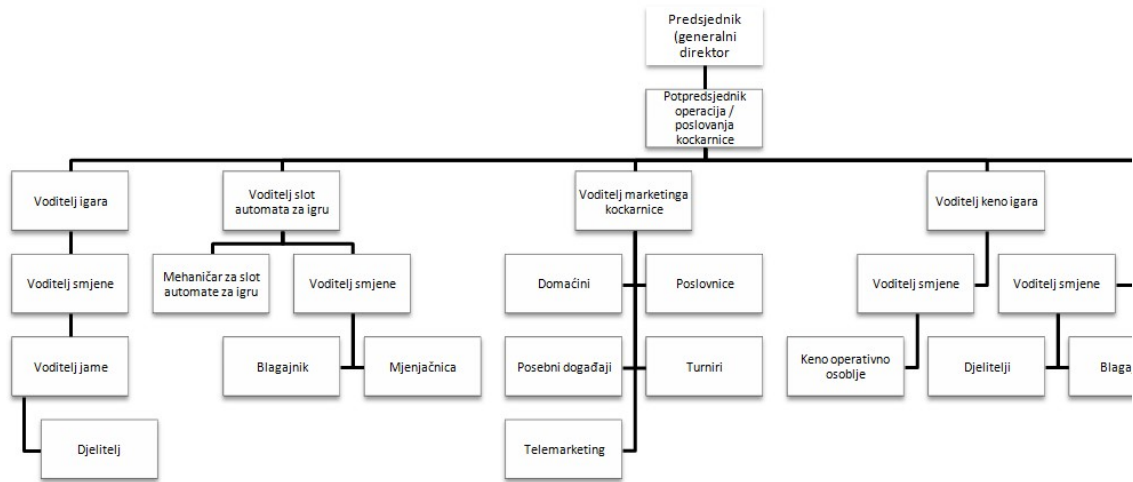 Predsjednik
(generalni
direktor
Potpredsjednik
operacija /
poslovanja
kockarnice
Voditelj igara
Voditelj slot
automata za igru
Voditelj marketinga
kockarnice
Voditelj keno igara
Voditelj smjene
Mehaničar za slot
automate za igru
Voditelj smjene
Domaćini
Poslovnice
Voditelj smjene
Voditelj smjene
Voditelj jame
Blagajnik
Mjenjačnica
Posebni događaji
Turniri
Keno operativno
osoblje
Djelitelji
Djelitelj
Telemarketing